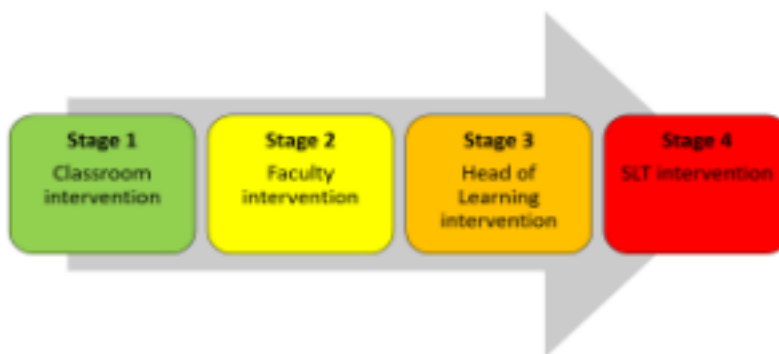 Stage 1
Classroom
intervention
Stage 2
Faculty
intervention
Stage 3
Head of
Learning
intervention
Stage 4
SLT intervention